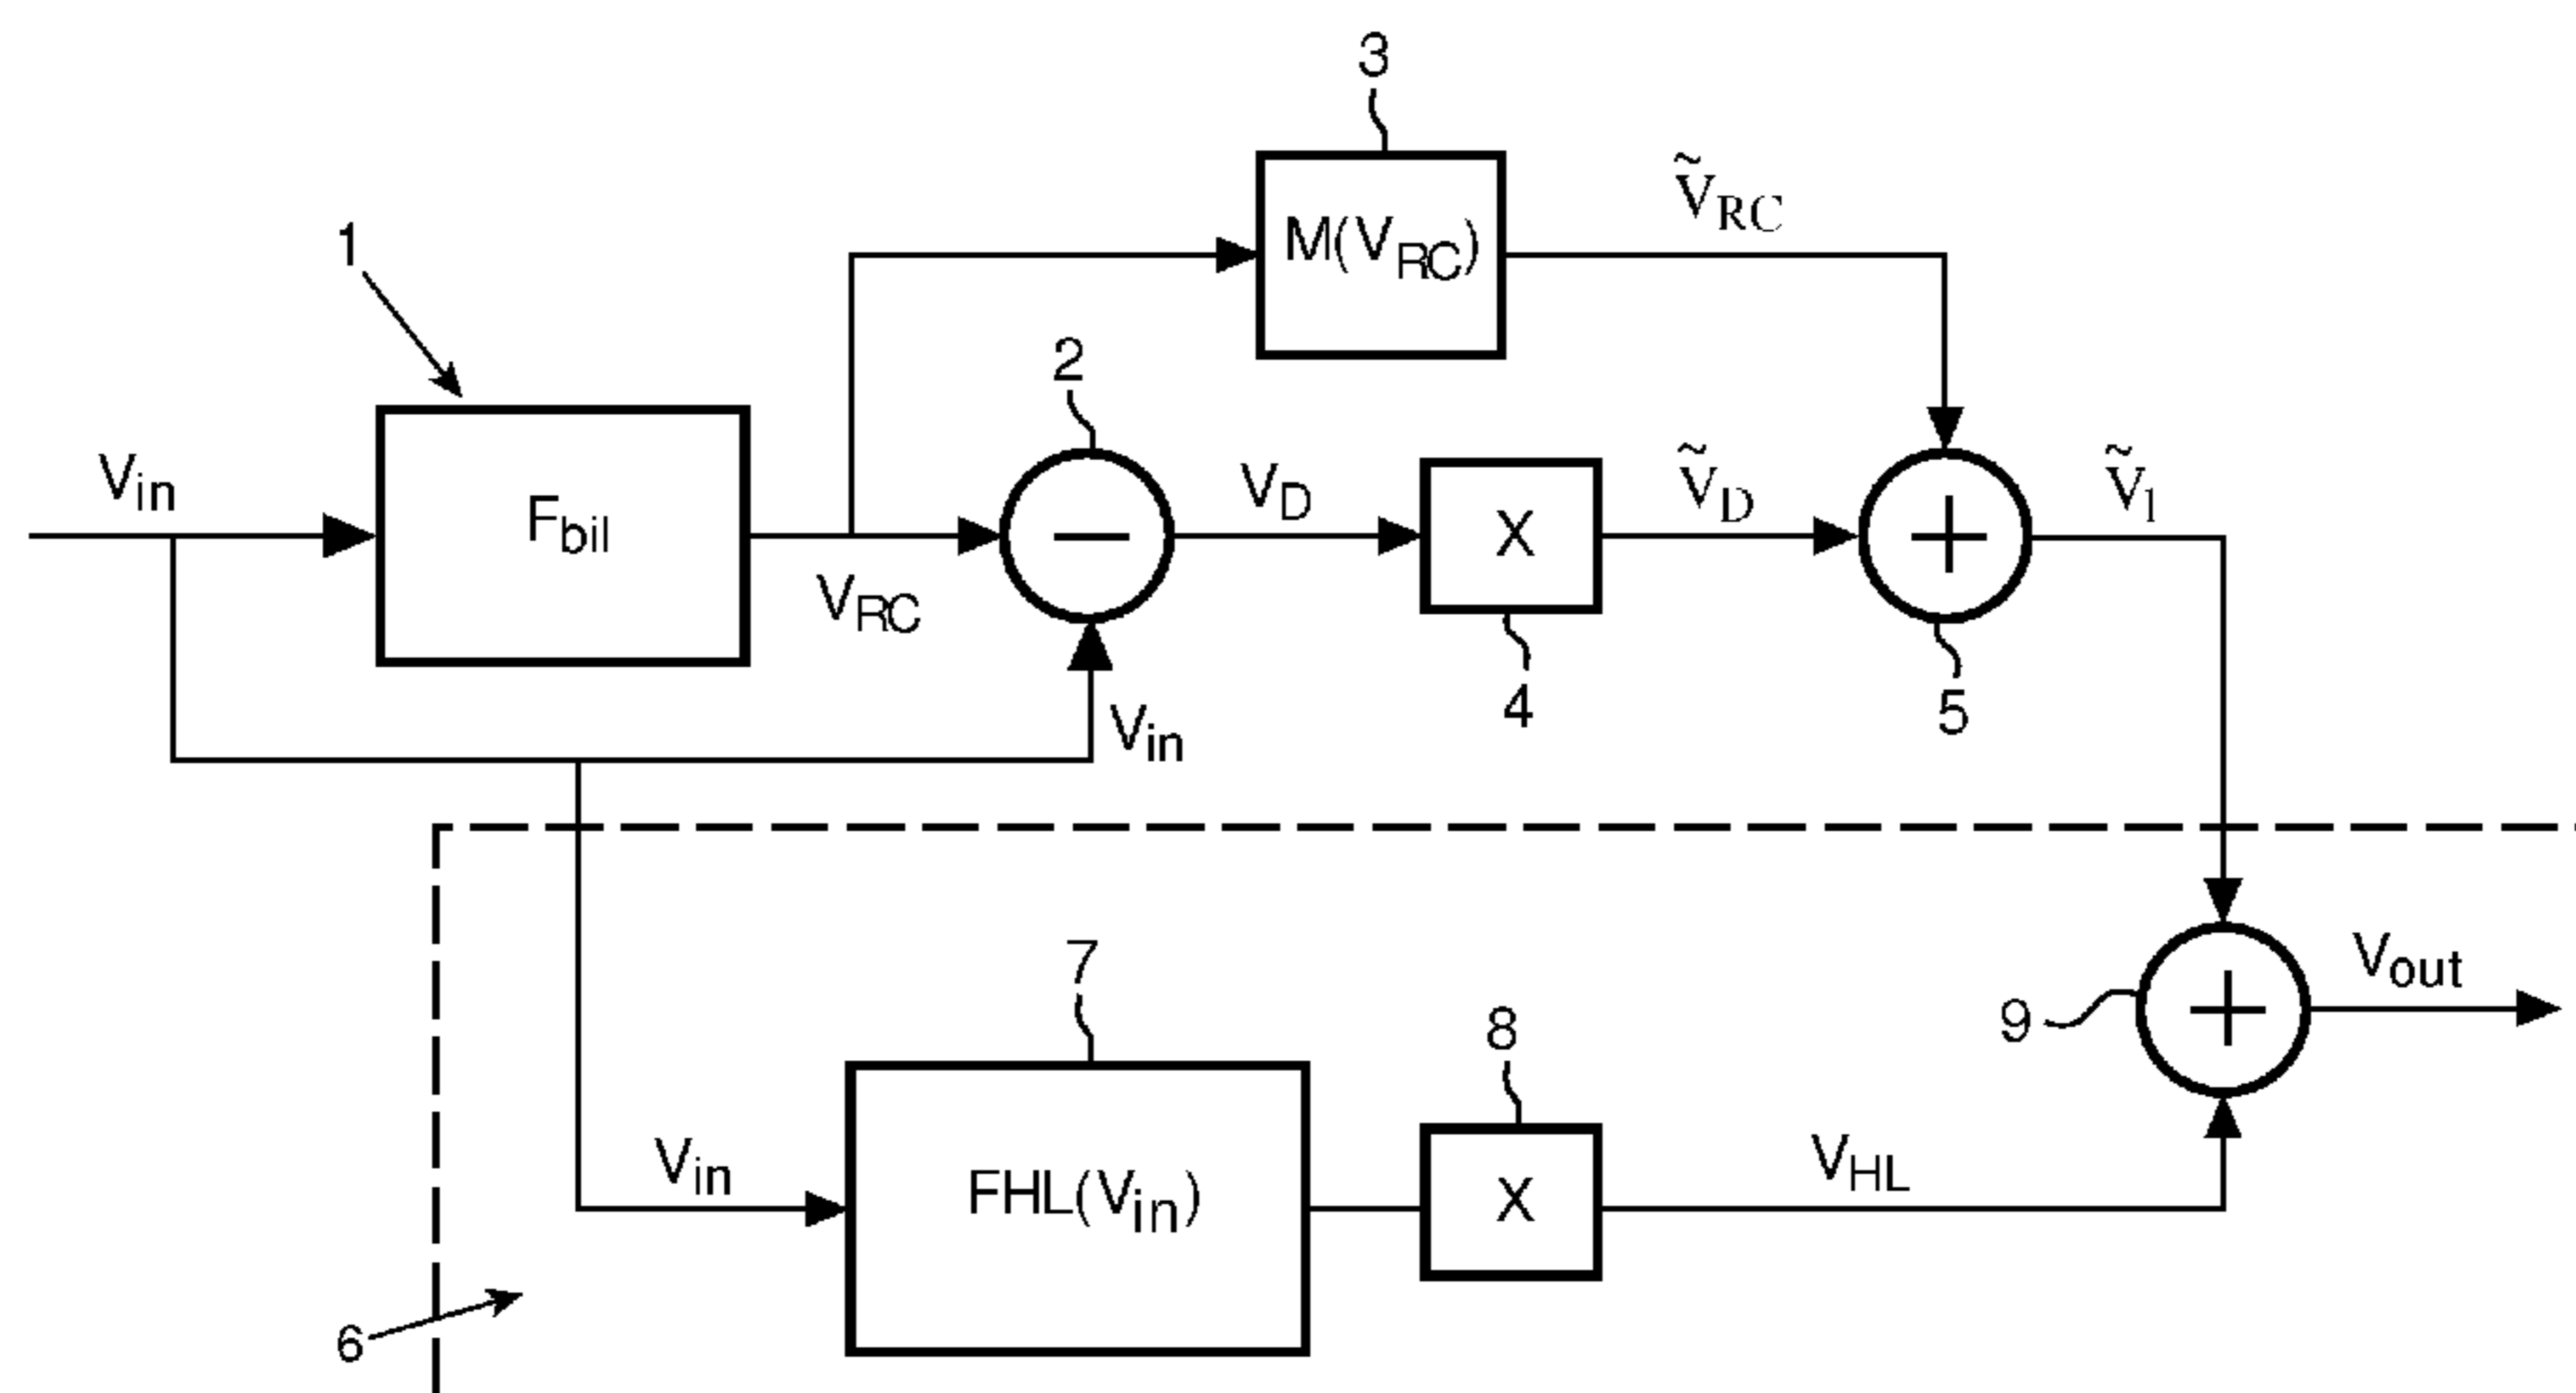 3
M(V_RC)
Ṽ_RC
1
2
V_in
F_bil
V_RC
−
V_D
X
Ṽ_D
+
Ṽ_1
4
5
V_in
7
8
9
+
V_out
V_in
FHL(V_in)
X
V_HL
6